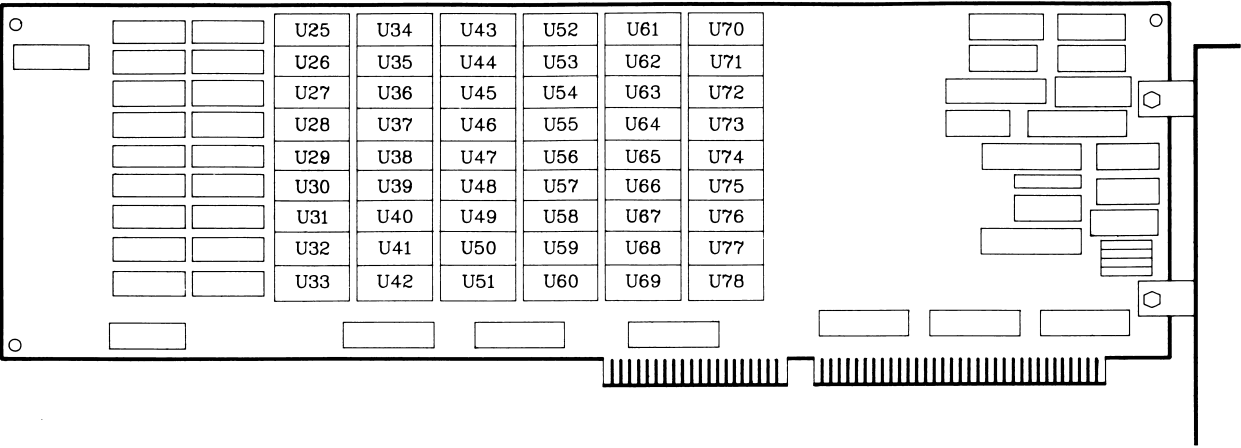 U25 U34 U43 U52 U61 U70
U26 U35 U44 U53 U62 U71
U27 U36 U45 U54 U63 U72
U28 U37 U46 U55 U64 U73
U29 U38 U47 U56 U65 U74
U30 U39 U48 U57 U66 U75
U31 U40 U49 U58 U67 U76
U32 U41 U50 U59 U68 U77
U33 U42 U51 U60 U69 U78